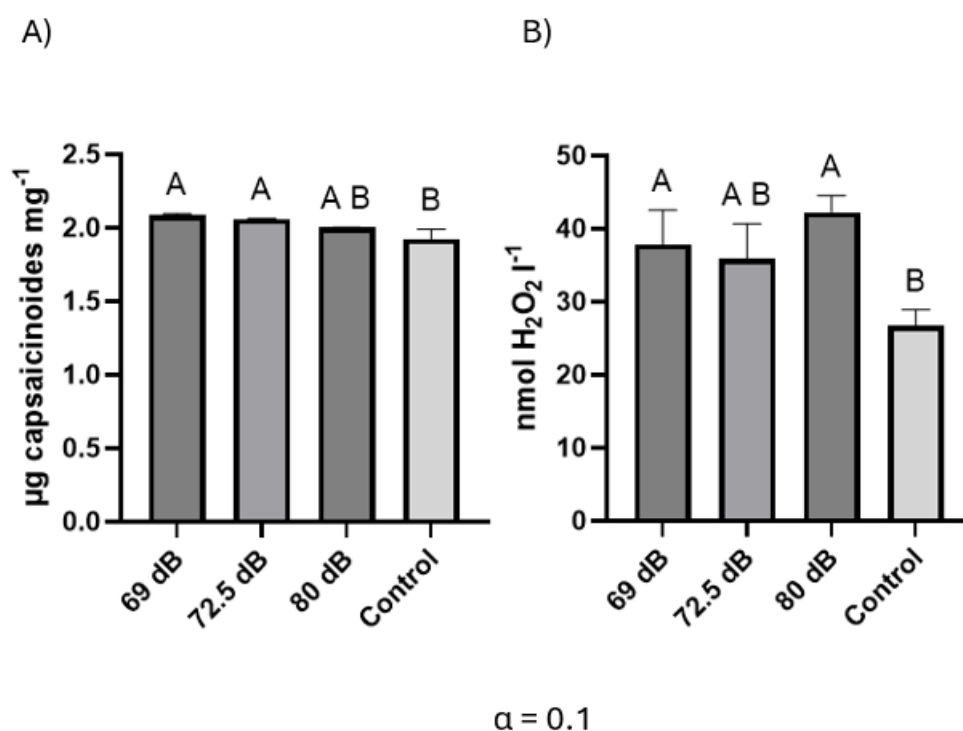 A)
µg capsaicinoides mg⁻¹
2.5
2.0
1.5
1.0
0.5
0.0
A
A
A B
B
69 dB
72.5 dB
80 dB
Control
B)
nmol H₂O₂ l⁻¹
50
40
30
20
10
0
A
A B
A
B
69 dB
72.5 dB
80 dB
Control
α = 0.1